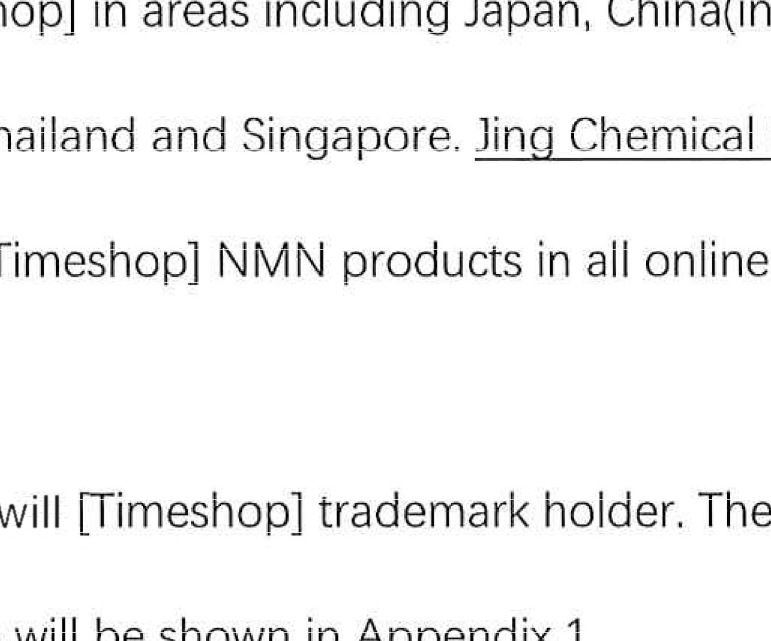 hop] in areas including Japan, China(in
hailand and Singapore. Jing Chemical
Timeshop] NMN products in all online
will [Timeshop] trademark holder. The
will be shown in Appendix 1